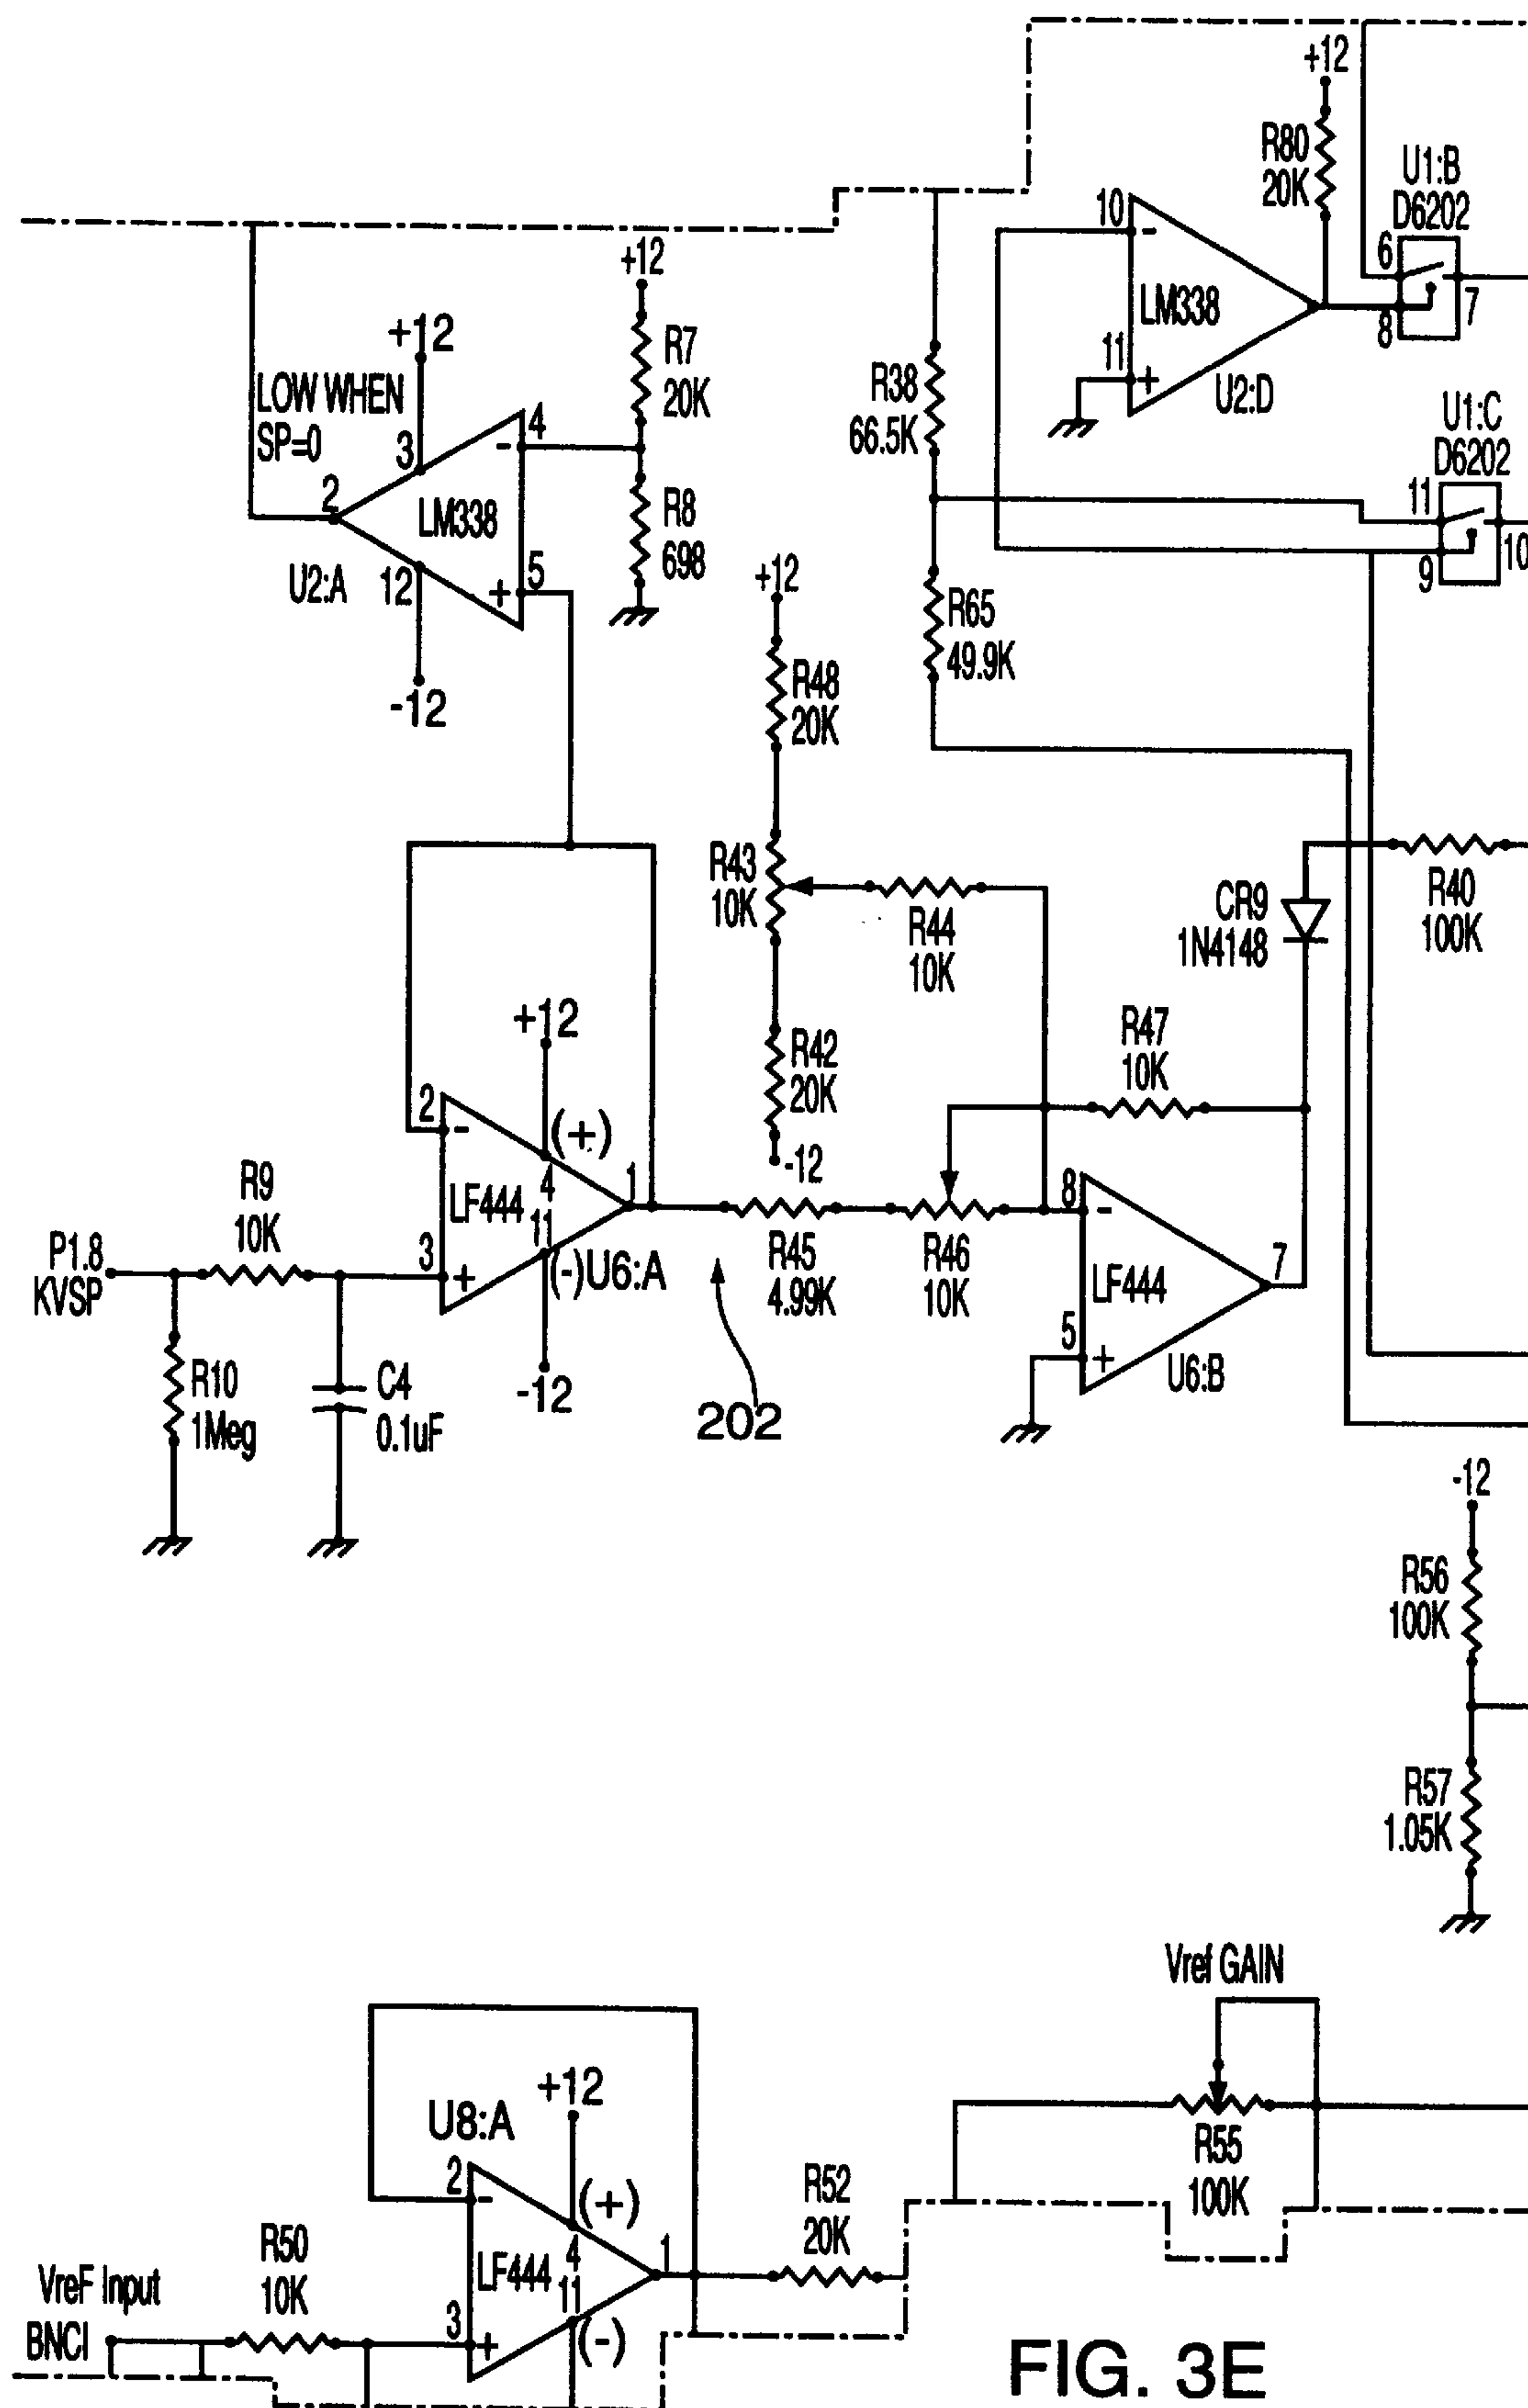 +12
R80
20K
U1:B
D6202
10
-
LM338
11
+
U2:D
6
8
7
+12
R7
20K
+12
LOW WHEN
SP=0
3
4
-
2
LM338
R8
698
5
+
U2:A
12
-12
R38
66.5K
U1:C
D6202
11
9
10
+12
R65
49.9K
R48
20K
R43
10K
R44
10K
CR9
1N4148
R40
100K
R47
10K
R42
20K
-12
+12
(+)
2
-
4
LF444
1
11
3
+
(-)
U6:A
-12
R9
10K
P1.8
KVSP
R10
1Meg
C4
0.1uF
R45
4.99K
R46
10K
202
8
-
LF444
7
5
+
U6:B
-12
R56
100K
R57
1.05K
Vref GAIN
R55
100K
+12
U8:A
(+)
2
-
4
LF444
1
11
3
+
(-)
R52
20K
R50
10K
VreF Input
BNCI
FIG. 3E